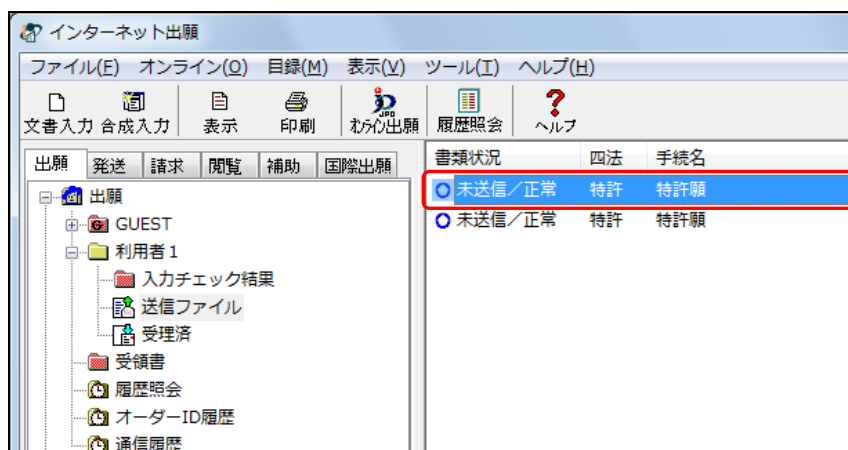 インターネット出願
ファイル(F) オンライン(O) 目録(M) 表示(V) ツール(T) ヘルプ(H)
文書入力 合成入力 表示 印刷 オンライン出願 履歴照会 ヘルプ
出願 発送 請求 閲覧 補助 国際出願
書類状況 四法 手続名
未送信／正常 特許 特許願
未送信／正常 特許 特許願
出願
GUEST
利用者1
入力チェック結果
送信ファイル
受理済
受領書
履歴照会
オーダーID履歴
通信履歴